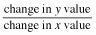 change in y value
change in x value